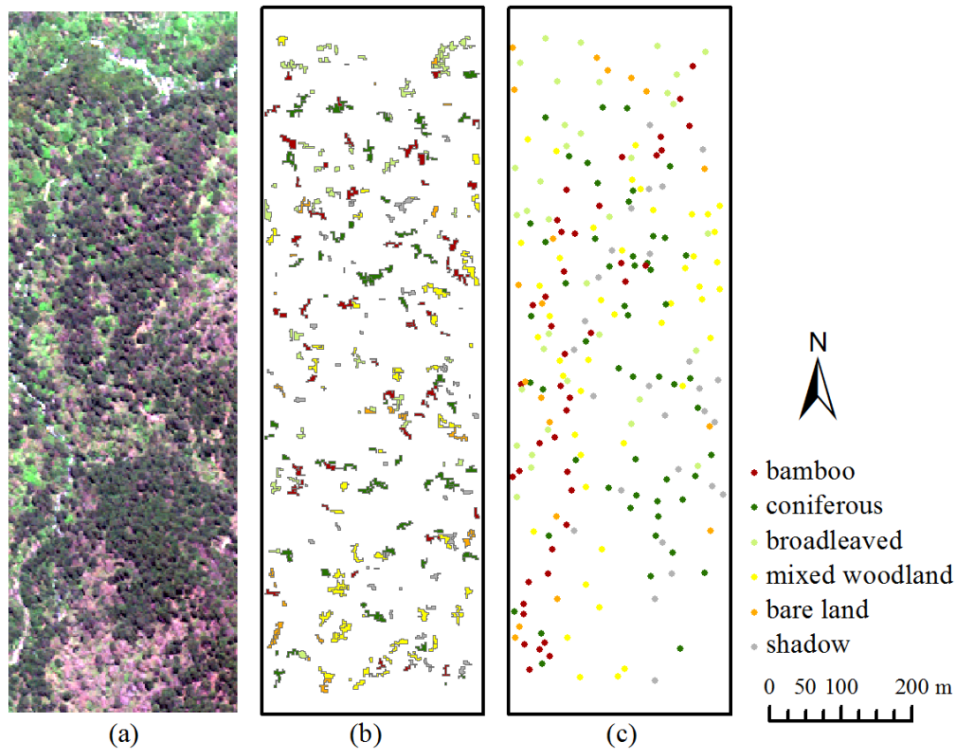 N
bamboo
coniferous
broadleaved
mixed woodland
bare land
shadow
0 50 100 200 m
(a) (b) (c)